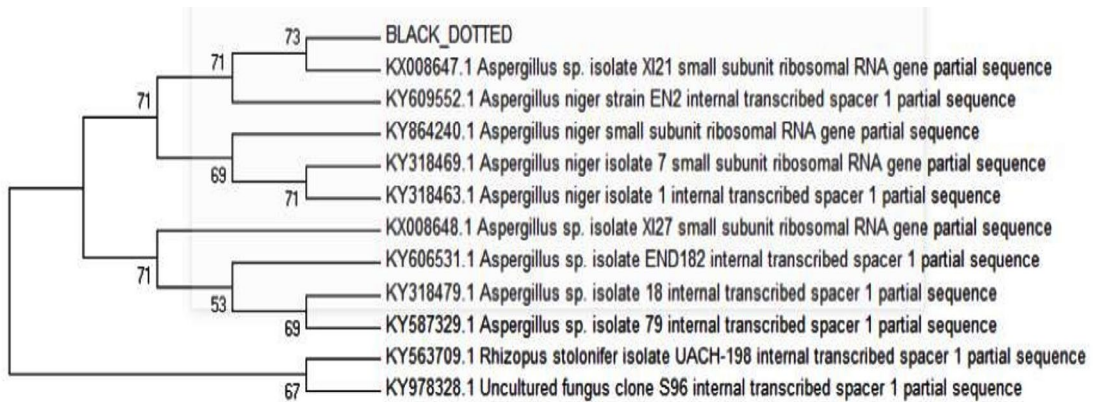 73
BLACK_DOTTED
71
KX008647.1 Aspergillus sp. isolate XI21 small subunit ribosomal RNA gene partial sequence
71
KY609552.1 Aspergillus niger strain EN2 internal transcribed spacer 1 partial sequence
KY864240.1 Aspergillus niger small subunit ribosomal RNA gene partial sequence
69
KY318469.1 Aspergillus niger isolate 7 small subunit ribosomal RNA gene partial sequence
71
KY318463.1 Aspergillus niger isolate 1 internal transcribed spacer 1 partial sequence
KX008648.1 Aspergillus sp. isolate XI27 small subunit ribosomal RNA gene partial sequence
71
KY606531.1 Aspergillus sp. isolate END182 internal transcribed spacer 1 partial sequence
53
KY318479.1 Aspergillus sp. isolate 18 internal transcribed spacer 1 partial sequence
69
KY587329.1 Aspergillus sp. isolate 79 internal transcribed spacer 1 partial sequence
KY563709.1 Rhizopus stolonifer isolate UACH-198 internal transcribed spacer 1 partial sequence
67
KY978328.1 Uncultured fungus clone S96 internal transcribed spacer 1 partial sequence